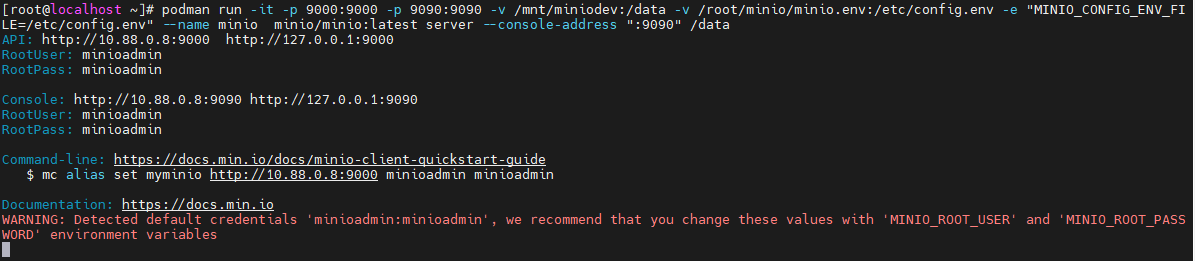 [root@localhost ~]# podman run -it -p 9000:9000 -p 9090:9090 -v /mnt/miniodev:/data -v /root/minio/minio.env:/etc/config.env -e "MINIO_CONFIG_ENV_FI
LE=/etc/config.env" --name minio  minio/minio:latest server --console-address ":9090" /data
API: http://10.88.0.8:9000  http://127.0.0.1:9000
RootUser: minioadmin
RootPass: minioadmin
Console: http://10.88.0.8:9090 http://127.0.0.1:9090
RootUser: minioadmin
RootPass: minioadmin
Command-line: https://docs.min.io/docs/minio-client-quickstart-guide
   $ mc alias set myminio http://10.88.0.8:9000 minioadmin minioadmin
Documentation: https://docs.min.io
WARNING: Detected default credentials 'minioadmin:minioadmin', we recommend that you change these values with 'MINIO_ROOT_USER' and 'MINIO_ROOT_PASS
WORD' environment variables